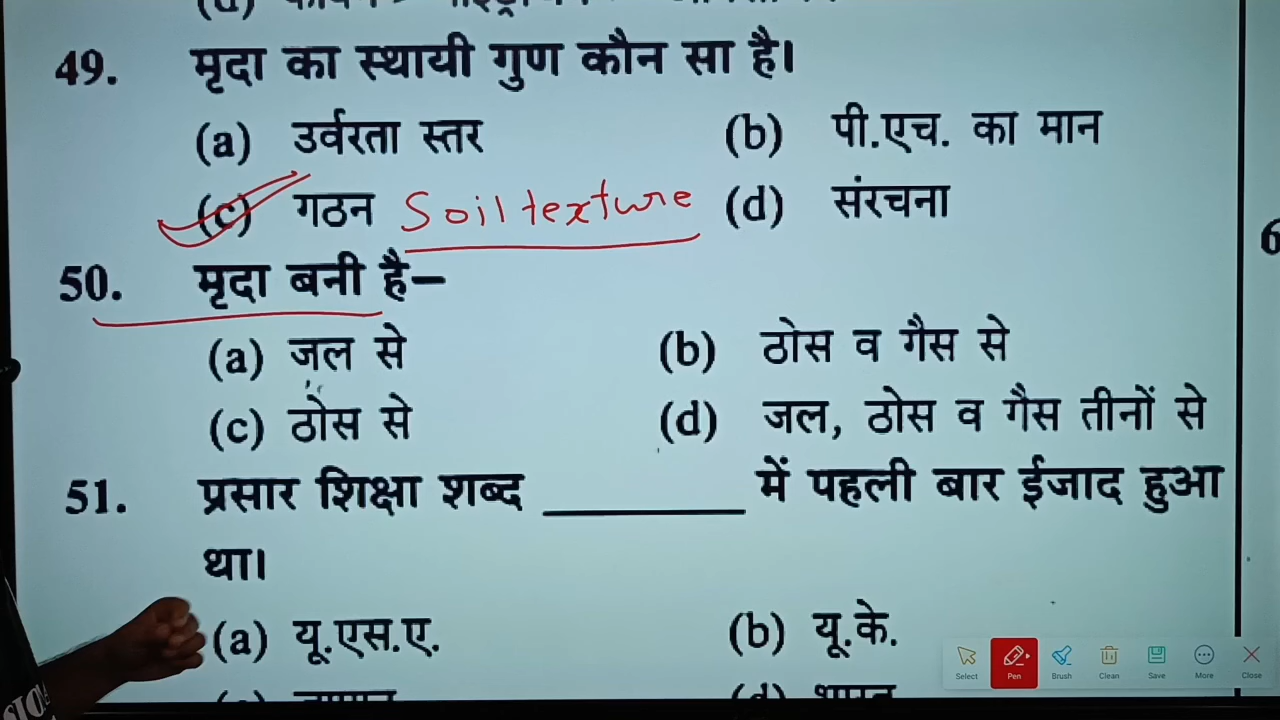 49. मृदा का स्थायी गुण कौन सा है।
(a) उर्वरता स्तर (b) पी.एच. का मान
(c) गठन Soil texture (d) संरचना
50. मृदा बनी है–
(a) जल से (b) ठोस व गैस से
(c) ठोस से (d) जल, ठोस व गैस तीनों से
51. प्रसार शिक्षा शब्द ________ में पहली बार ईजाद हुआ
था।
(a) यू.एस.ए. (b) यू.के.
Select Pen Brush Clean Save More Close
6